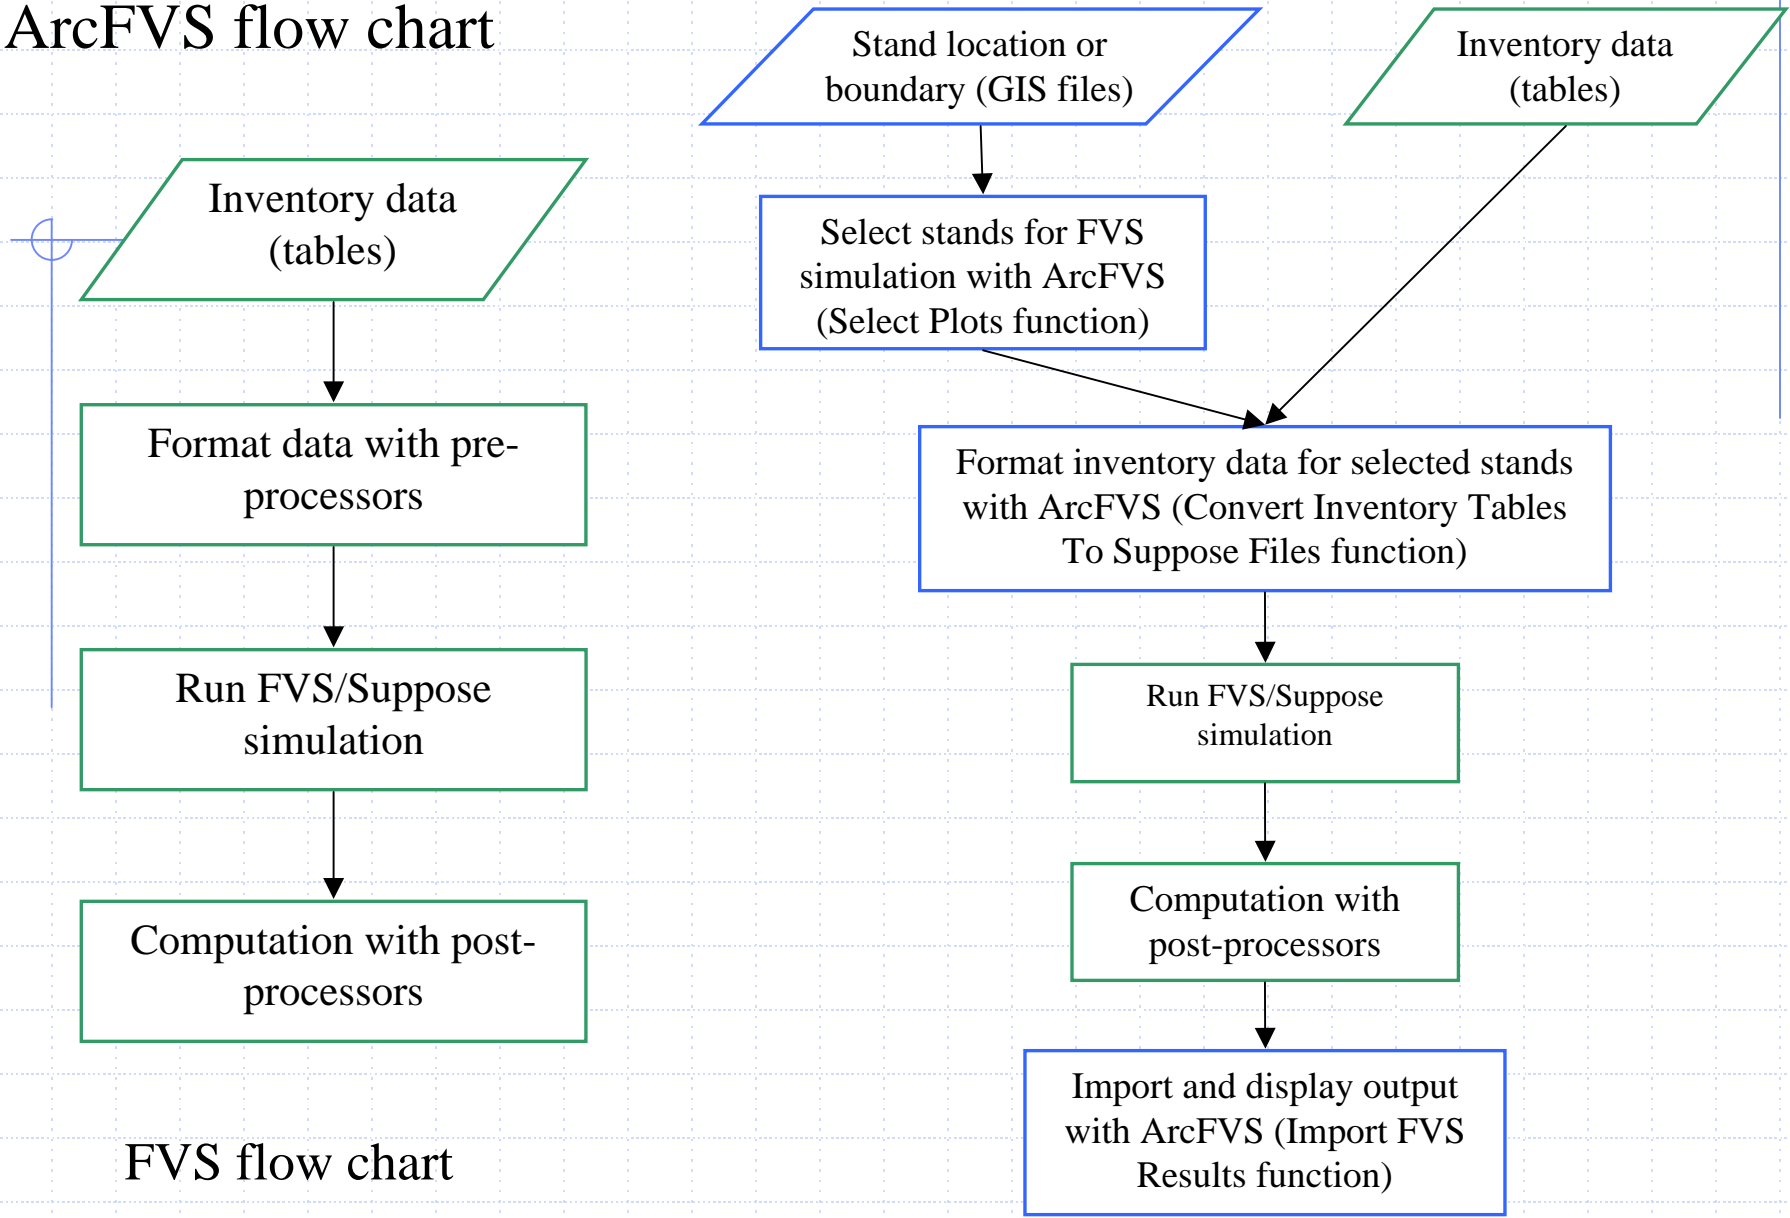 ArcFVS flow chart
Inventory data
(tables)
Format data with pre-
processors
Run FVS/Suppose
simulation
Computation with post-
processors
FVS flow chart
Stand location or
boundary (GIS files)
Inventory data
(tables)
Select stands for FVS
simulation with ArcFVS
(Select Plots function)
Format inventory data for selected stands
with ArcFVS (Convert Inventory Tables
To Suppose Files function)
Run FVS/Suppose
simulation
Computation with
post-processors
Import and display output
with ArcFVS (Import FVS
Results function)